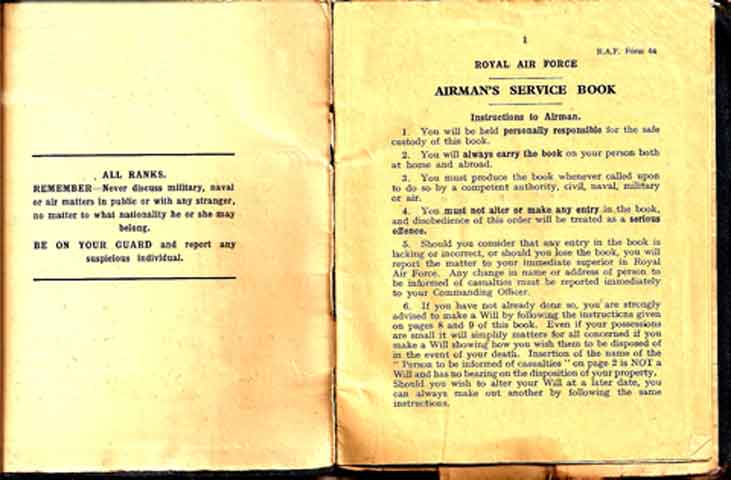 ALL RANKS.
REMEMBER—Never discuss military, naval
or air matters in public or with any stranger,
no matter to what nationality he or she may
belong.
BE ON YOUR GUARD and report any
suspicious individual.
1
R.A.F. Form 64
ROYAL AIR FORCE
AIRMAN'S SERVICE BOOK
Instructions to Airman.
1. You will be held personally responsible for the safe
custody of this book.
2. You will always carry the book on your person both
at home and abroad.
3. You must produce the book whenever called upon
to do so by a competent authority, civil, naval, military
or air.
4. You must not alter or make any entry in the book,
and disobedience of this order will be treated as a serious
offence.
5. Should you consider that any entry in the book is
lacking or incorrect, or should you lose the book, you will
report the matter to your immediate superior in Royal
Air Force. Any change in name or address of person to
be informed of casualties must be reported immediately
to your Commanding Officer.
6. If you have not already done so, you are strongly
advised to make a Will by following the instructions given
on pages 8 and 9 of this book. Even if your possessions
are small it will simplify matters for all concerned if you
make a Will showing how you wish them to be disposed of
in the event of your death. Insertion of the name of the
" Person to be informed of casualties " on page 2 is NOT a
Will and has no bearing on the disposition of your property.
Should you wish to alter your Will at a later date, you
can always make out another by following the same
instructions.